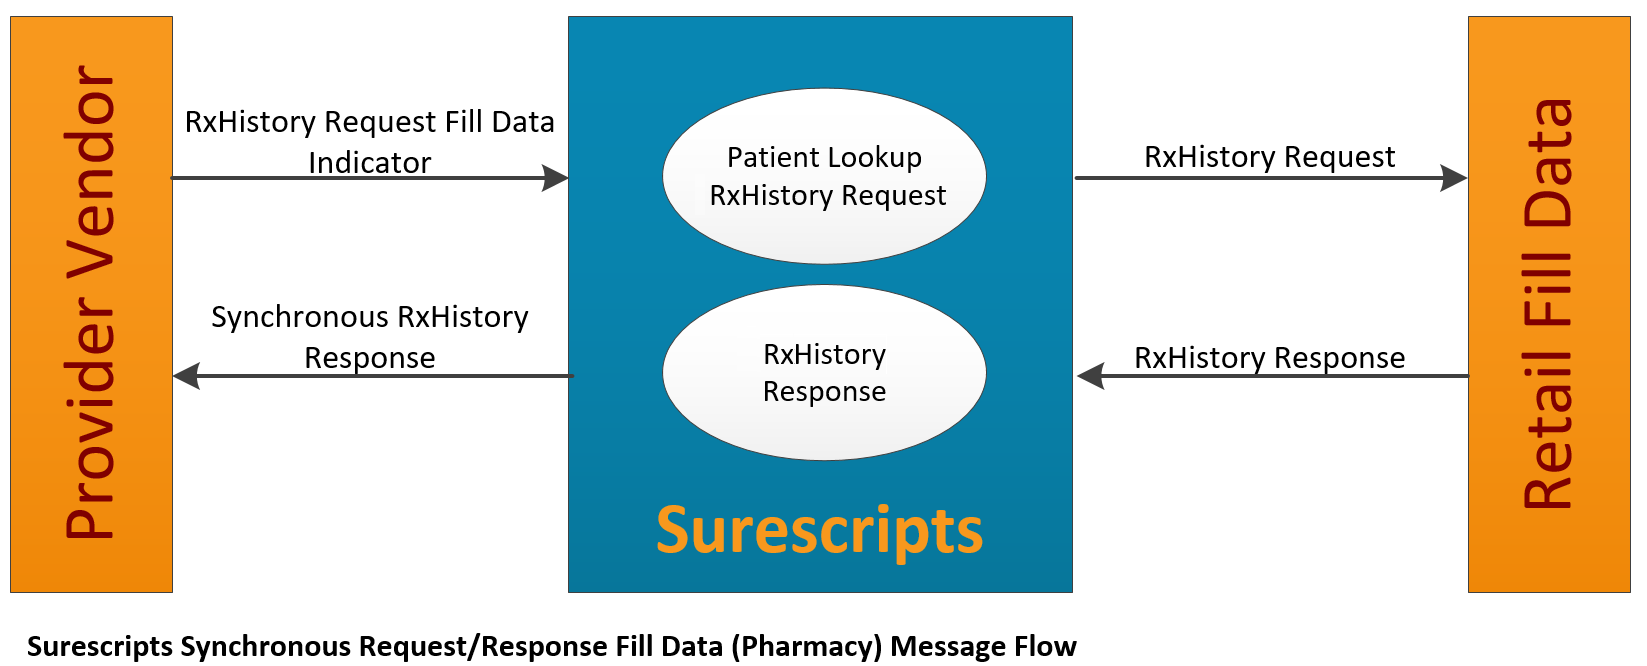 Provider Vendor
RxHistory Request Fill Data
Indicator
Synchronous RxHistory
Response
Patient Lookup
RxHistory Request
RxHistory
Response
Surescripts
RxHistory Request
RxHistory Response
Retail Fill Data
Surescripts Synchronous Request/Response Fill Data (Pharmacy) Message Flow